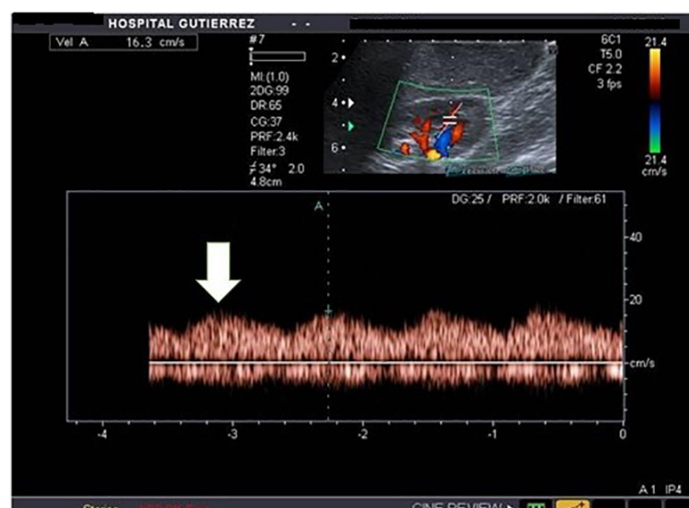 HOSPITAL GUTIERREZ - -
Vel A 16.3 cm/s
#7
MI:(1.0)
2DG:99
DR:65
CG:37
PRF:2.4k
Filter:3
34° 2.0
4.8cm
2
4
6
6C1
T5.0
CF 2.2
3 fps
21.4
21.4
cm/s
A
DG:25 / PRF:2.0k / Filter:61
40
20
cm/s
-4 -3 -2 -1 0
A 1 IP4
CINE REVIEW